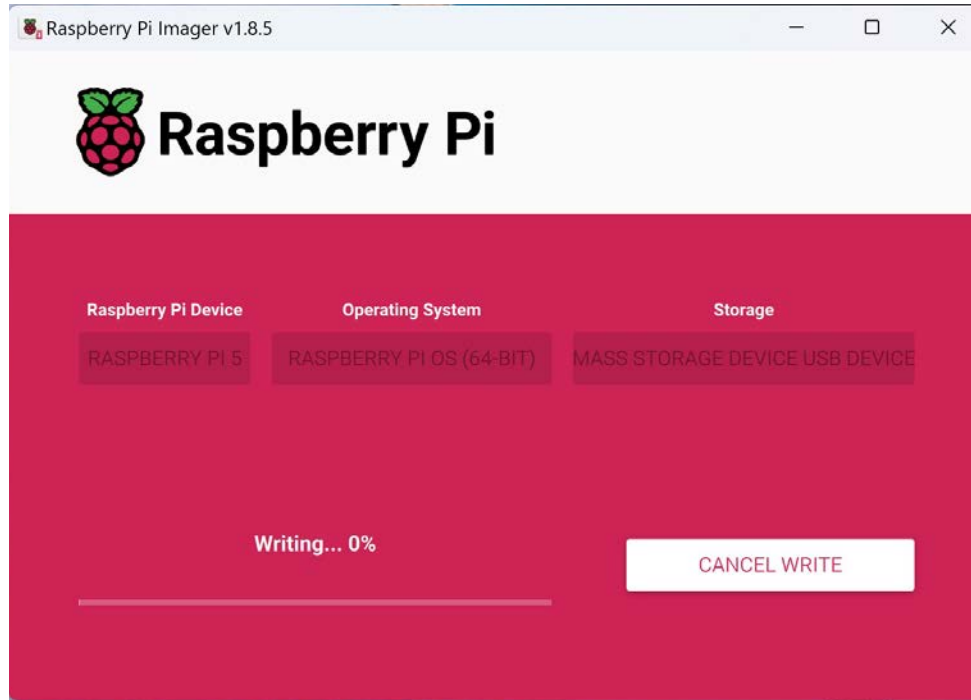 Raspberry Pi Imager v1.8.5
Raspberry Pi
Raspberry Pi Device Operating System Storage
RASPBERRY PI 5 RASPBERRY PI OS (64-BIT) MASS STORAGE DEVICE USB DEVICE
Writing... 0%
CANCEL WRITE